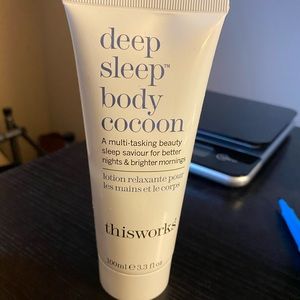 deep
sleep™
body
cocoon
A multi-tasking beauty
sleep saviour for better
nights & brighter mornings
lotion relaxante pour
les mains et le corps
thisworks®
100ml e 3.3 fl oz